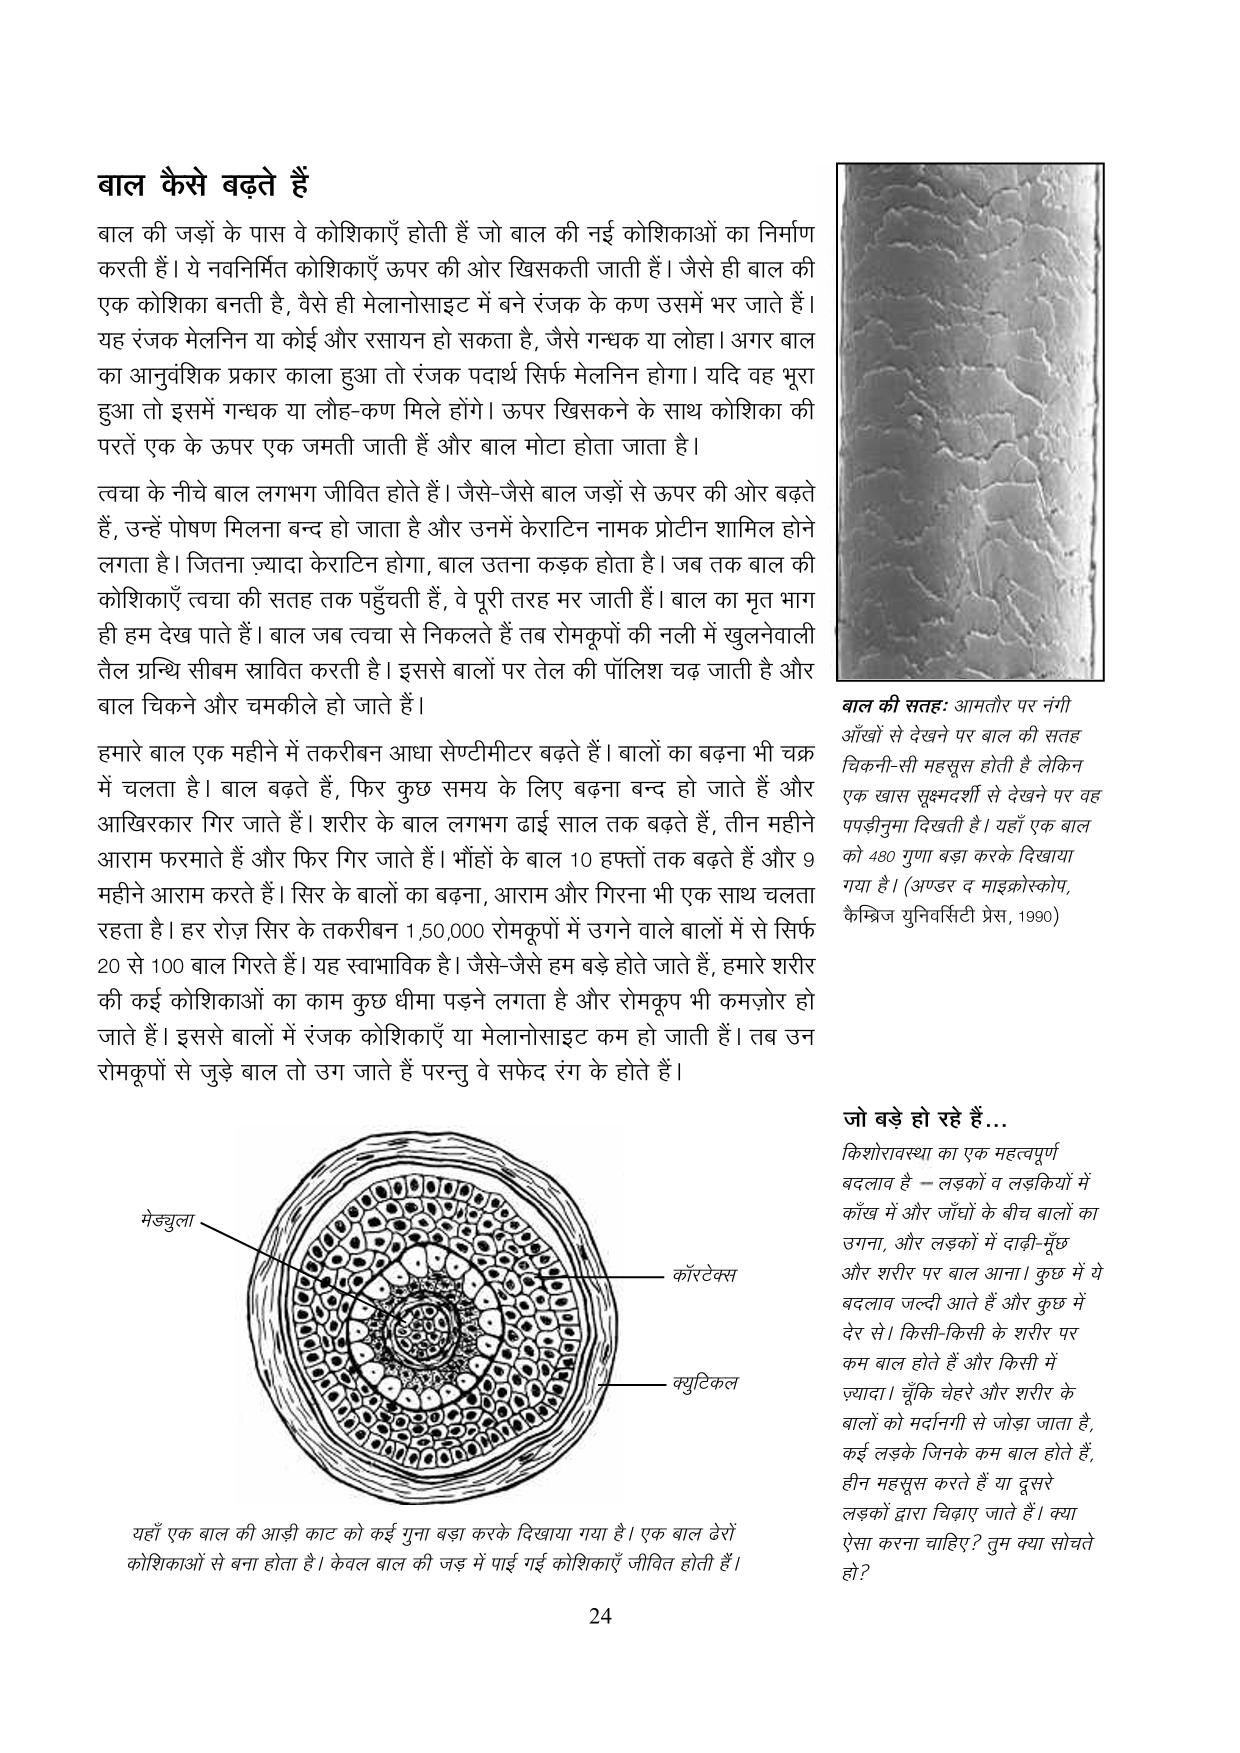 बाल कैसे बढ़ते हैं
बाल की जड़ों के पास वे कोशिकाएँ होती हैं जो बाल की नई कोशिकाओं का निर्माण
करती हैं। ये नवनिर्मित कोशिकाएँ ऊपर की ओर खिसकती जाती हैं। जैसे ही बाल की
एक कोशिका बनती है, वैसे ही मेलानोसाइट में बने रंजक के कण उसमें भर जाते हैं।
यह रंजक मेलनिन या कोई और रसायन हो सकता है, जैसे गन्धक या लोहा। अगर बाल
का आनुवंशिक प्रकार काला हुआ तो रंजक पदार्थ सिर्फ मेलनिन होगा। यदि वह भूरा
हुआ तो इसमें गन्धक या लौह-कण मिले होंगे। ऊपर खिसकने के साथ कोशिका की
परतें एक के ऊपर एक जमती जाती हैं और बाल मोटा होता जाता है।
त्वचा के नीचे बाल लगभग जीवित होते हैं। जैसे-जैसे बाल जड़ों से ऊपर की ओर बढ़ते
हैं, उन्हें पोषण मिलना बन्द हो जाता है और उनमें केराटिन नामक प्रोटीन शामिल होने
लगता है। जितना ज़्यादा केराटिन होगा, बाल उतना कड़क होता है। जब तक बाल की
कोशिकाएँ त्वचा की सतह तक पहुँचती हैं, वे पूरी तरह मर जाती हैं। बाल का मृत भाग
ही हम देख पाते हैं। बाल जब त्वचा से निकलते हैं तब रोमकूपों की नली में खुलनेवाली
तैल ग्रन्थि सीबम स्रावित करती है। इससे बालों पर तेल की पॉलिश चढ़ जाती है और
बाल चिकने और चमकीले हो जाते हैं।
हमारे बाल एक महीने में तकरीबन आधा सेण्टीमीटर बढ़ते हैं। बालों का बढ़ना भी चक्र
में चलता है। बाल बढ़ते हैं, फिर कुछ समय के लिए बढ़ना बन्द हो जाते हैं और
आखिरकार गिर जाते हैं। शरीर के बाल लगभग ढाई साल तक बढ़ते हैं, तीन महीने
आराम फरमाते हैं और फिर गिर जाते हैं। भौंहों के बाल 10 हफ्तों तक बढ़ते हैं और 9
महीने आराम करते हैं। सिर के बालों का बढ़ना, आराम और गिरना भी एक साथ चलता
रहता है। हर रोज़ सिर के तकरीबन 1,50,000 रोमकूपों में उगने वाले बालों में से सिर्फ
20 से 100 बाल गिरते हैं। यह स्वाभाविक है। जैसे-जैसे हम बड़े होते जाते हैं, हमारे शरीर
की कई कोशिकाओं का काम कुछ धीमा पड़ने लगता है और रोमकूप भी कमज़ोर हो
जाते हैं। इससे बालों में रंजक कोशिकाएँ या मेलानोसाइट कम हो जाती हैं। तब उन
रोमकूपों से जुड़े बाल तो उग जाते हैं परन्तु वे सफेद रंग के होते हैं।
बाल की सतहः आमतौर पर नंगी
आँखों से देखने पर बाल की सतह
चिकनी-सी महसूस होती है लेकिन
एक खास सूक्ष्मदर्शी से देखने पर वह
पपड़ीनुमा दिखती है। यहाँ एक बाल
को 480 गुणा बड़ा करके दिखाया
गया है। (अण्डर द माइक्रोस्कोप,
कैम्ब्रिज युनिवर्सिटी प्रेस, 1990)
जो बड़े हो रहे हैं...
किशोरावस्था का एक महत्वपूर्ण
बदलाव है – लड़कों व लड़कियों में
काँख में और जाँघों के बीच बालों का
उगना, और लड़कों में दाढ़ी-मूँछ
और शरीर पर बाल आना। कुछ में ये
बदलाव जल्दी आते हैं और कुछ में
देर से। किसी-किसी के शरीर पर
कम बाल होते हैं और किसी में
ज़्यादा। चूँकि चेहरे और शरीर के
बालों को मर्दानगी से जोड़ा जाता है,
कई लड़के जिनके कम बाल होते हैं,
हीन महसूस करते हैं या दूसरे
लड़कों द्वारा चिढ़ाए जाते हैं। क्या
ऐसा करना चाहिए? तुम क्या सोचते
हो?
मेड्युला
कॉरटेक्स
क्युटिकल
यहाँ एक बाल की आड़ी काट को कई गुना बड़ा करके दिखाया गया है। एक बाल ढेरों
कोशिकाओं से बना होता है। केवल बाल की जड़ में पाई गई कोशिकाएँ जीवित होती हैं।
24